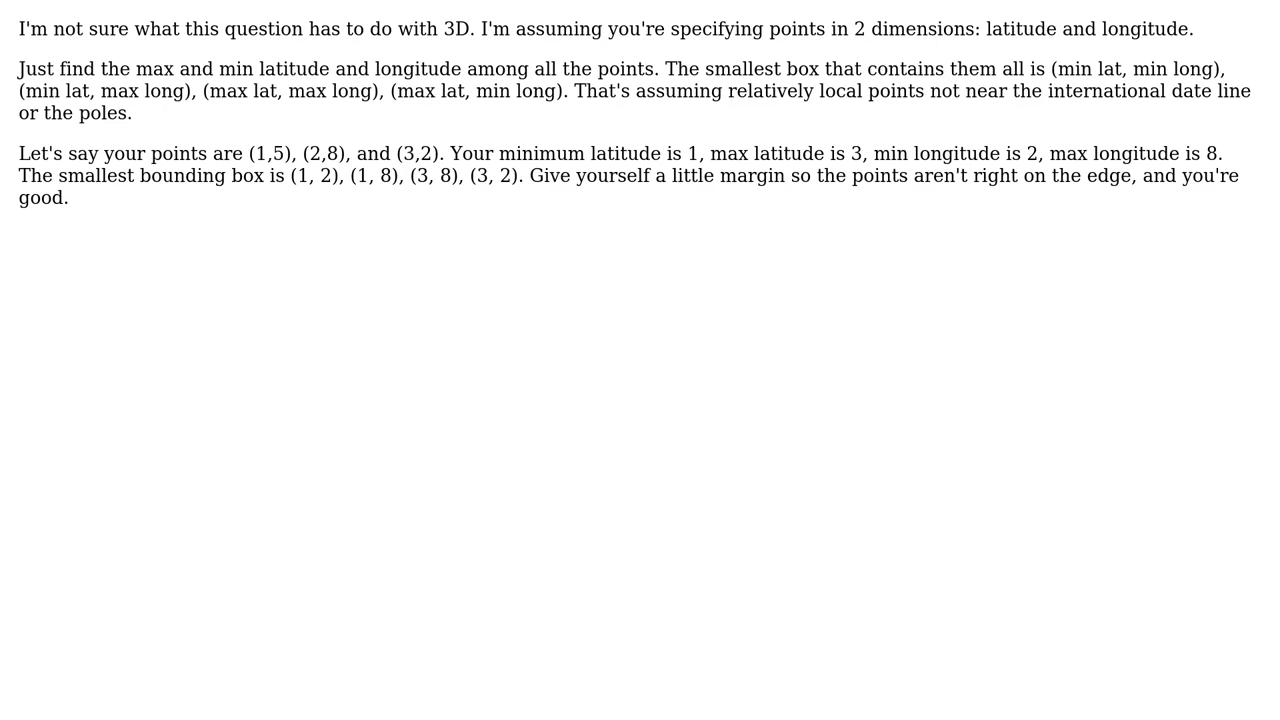 I'm not sure what this question has to do with 3D. I'm assuming you're specifying points in 2 dimensions: latitude and longitude.
Just find the max and min latitude and longitude among all the points. The smallest box that contains them all is (min lat, min long),
(min lat, max long), (max lat, max long), (max lat, min long). That's assuming relatively local points not near the international date line
or the poles.
Let's say your points are (1,5), (2,8), and (3,2). Your minimum latitude is 1, max latitude is 3, min longitude is 2, max longitude is 8.
The smallest bounding box is (1, 2), (1, 8), (3, 8), (3, 2). Give yourself a little margin so the points aren't right on the edge, and you're
good.